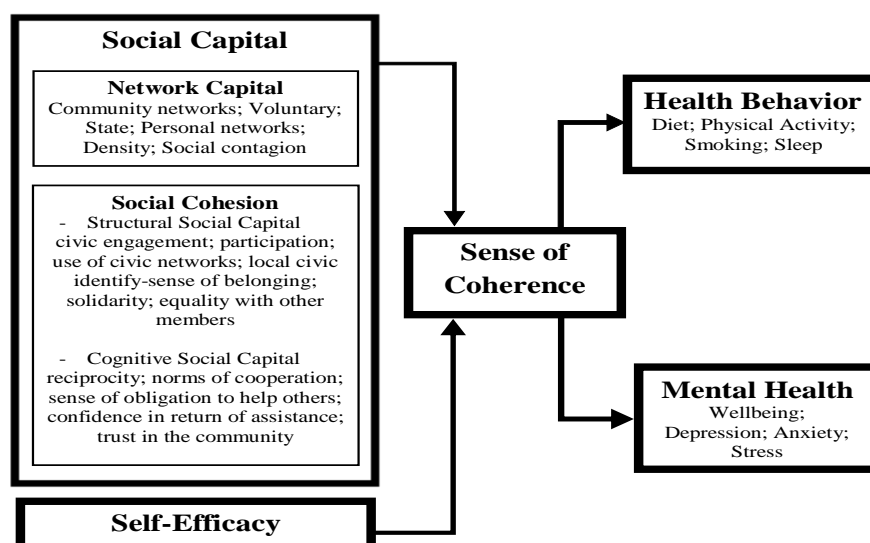 Social Capital
Network Capital
Community networks; Voluntary;
State; Personal networks;
Density; Social contagion
Social Cohesion
- Structural Social Capital
civic engagement; participation;
use of civic networks; local civic
identify-sense of belonging;
solidarity; equality with other
members
- Cognitive Social Capital
reciprocity; norms of cooperation;
sense of obligation to help others;
confidence in return of assistance;
trust in the community
Self-Efficacy
Sense of
Coherence
Health Behavior
Diet; Physical Activity;
Smoking; Sleep
Mental Health
Wellbeing;
Depression; Anxiety;
Stress